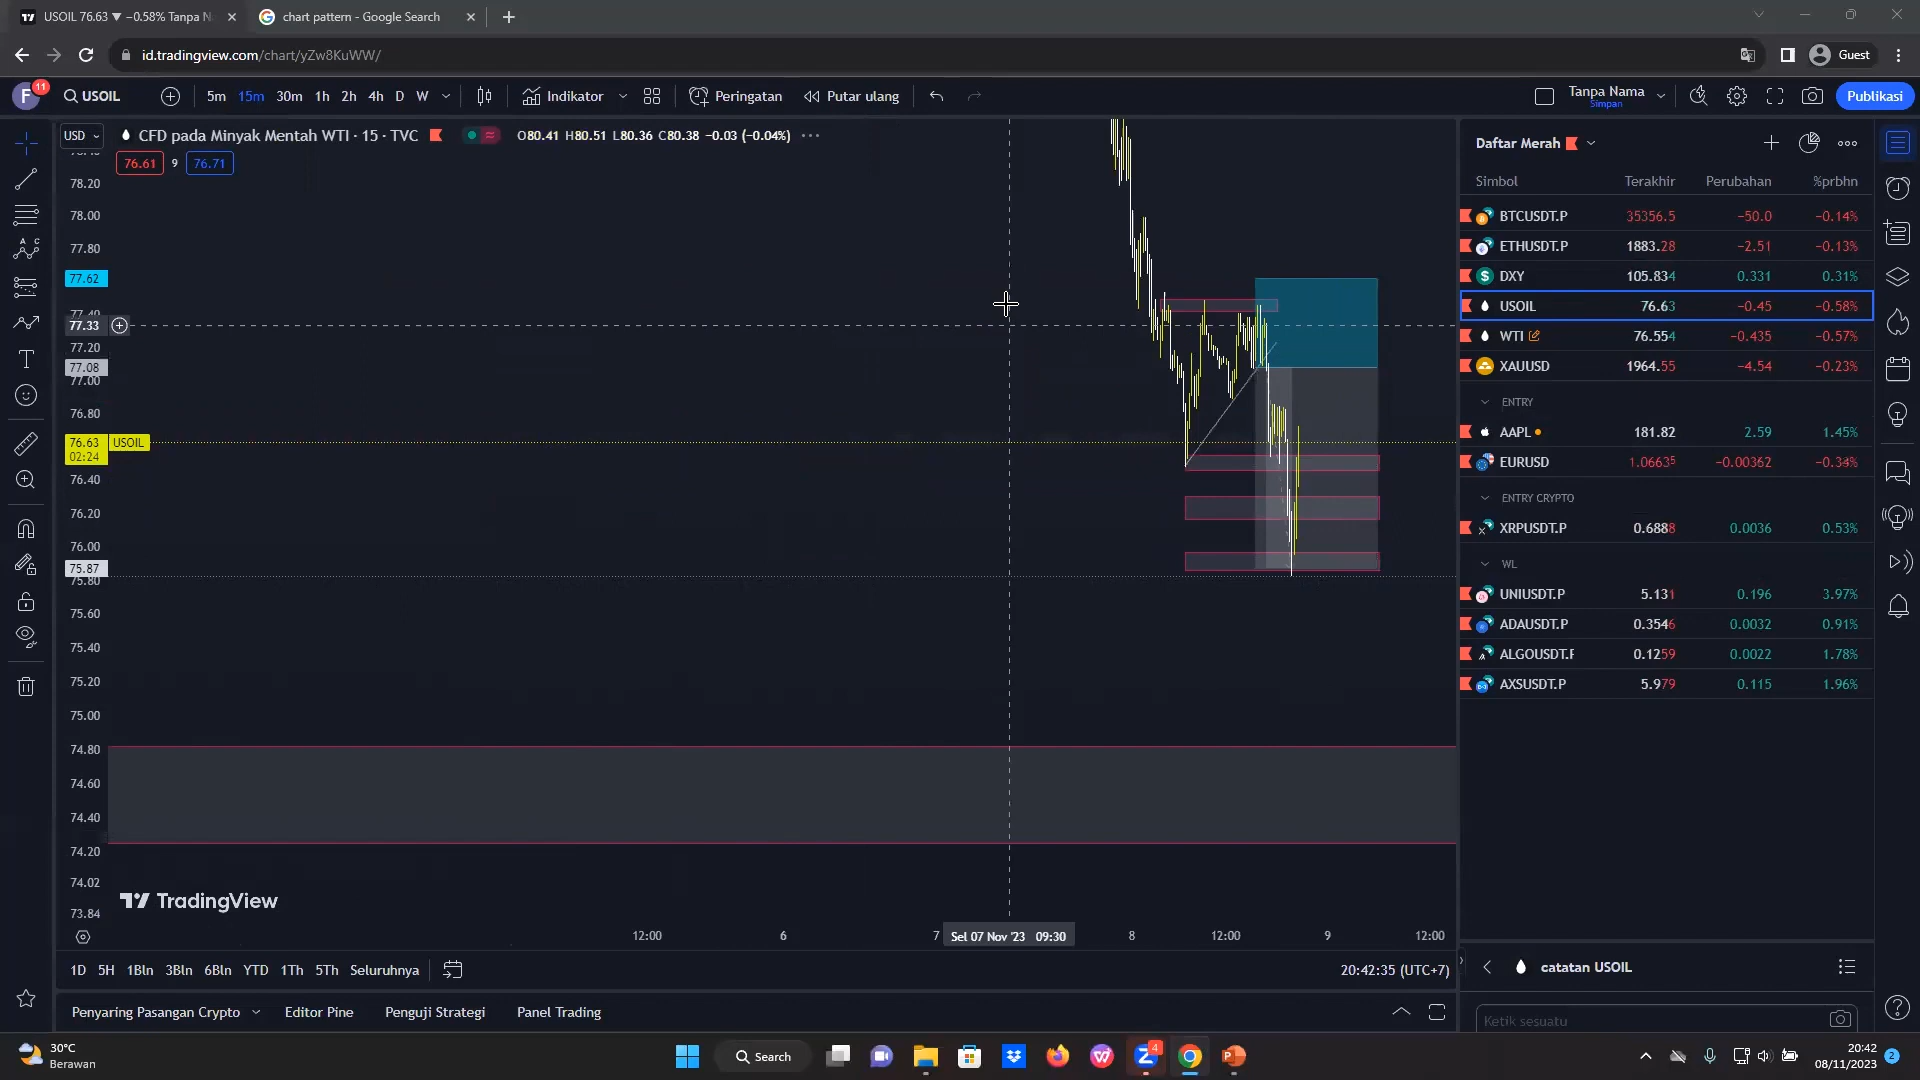 USOIL 76.63 ▼ −0.58% Tanpa N
chart pattern - Google Search
id.tradingview.com/chart/yZw8KuWW/
Guest
F
11
USOIL
5m 15m 30m 1h 2h 4h D W
Indikator
Peringatan
Putar ulang
Tanpa Nama
Simpan
Publikasi
USD
CFD pada Minyak Mentah WTI · 15 · TVC
O80.41 H80.51 L80.36 C80.38 −0.03 (−0.04%)
76.61 9 76.71
78.20
78.00
77.80
77.62
77.40
77.33
77.20
77.08
77.00
76.80
76.63 USOIL
02:24
76.40
76.20
76.00
75.87
75.80
75.60
75.40
75.20
75.00
74.80
74.60
74.40
74.20
74.02
73.84
TradingView
12:00 6 7 Sel 07 Nov '23 09:30 8 12:00 9 12:00
1D 5H 1Bln 3Bln 6Bln YTD 1Th 5Th Seluruhnya
20:42:35 (UTC+7)
Penyaring Pasangan Crypto Editor Pine Penguji Strategi Panel Trading
Daftar Merah
Simbol Terakhir Perubahan %prbhn
BTCUSDT.P 35356.5 −50.0 −0.14%
ETHUSDT.P 1883.28 −2.51 −0.13%
DXY 105.834 0.331 0.31%
USOIL 76.63 −0.45 −0.58%
WTI 76.554 −0.435 −0.57%
XAUUSD 1964.55 −4.54 −0.23%
ENTRY
AAPL 181.82 2.59 1.45%
EURUSD 1.06635 −0.00362 −0.34%
ENTRY CRYPTO
XRPUSDT.P 0.6888 0.0036 0.53%
WL
UNIUSDT.P 5.131 0.196 3.97%
ADAUSDT.P 0.3546 0.0032 0.91%
ALGOUSDT.F 0.1259 0.0022 1.78%
AXSUSDT.P 5.979 0.115 1.96%
catatan USOIL
Ketik sesuatu
30°C
Berawan
Search
4
20:42
08/11/2023
2